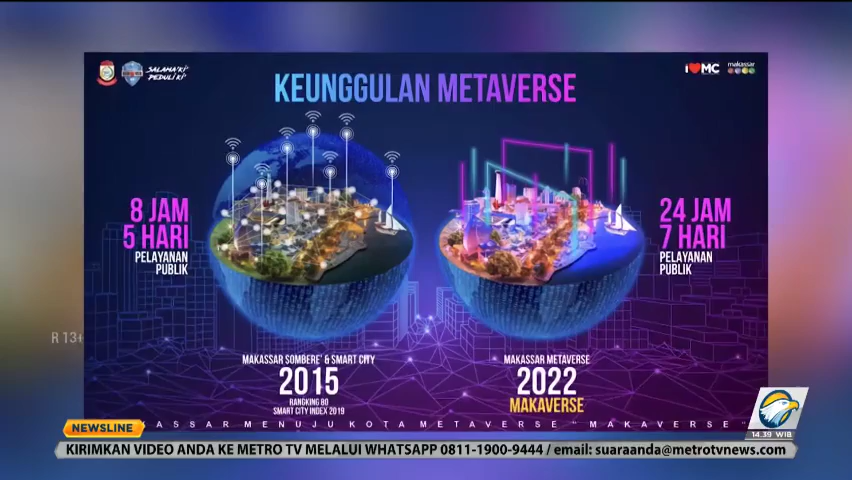 SALAMA'KI'
PEDULI KI'
I MC
makassar
KEUNGGULAN METAVERSE
8 JAM
5 HARI
PELAYANAN
PUBLIK
24 JAM
7 HARI
PELAYANAN
PUBLIK
R 13+
MAKASSAR SOMBERE' & SMART CITY
2015
RANGKING 80
SMART CITY INDEX 2019
MAKASSAR METAVERSE
2022
MAKAVERSE
NEWSLINE
ASSAR MENUJU KOTA METAVERSE "MAKAVERSE"
14.39 WIB
KIRIMKAN VIDEO ANDA KE METRO TV MELALUI WHATSAPP 0811-1900-9444 / email: suaraanda@metrotvnews.com